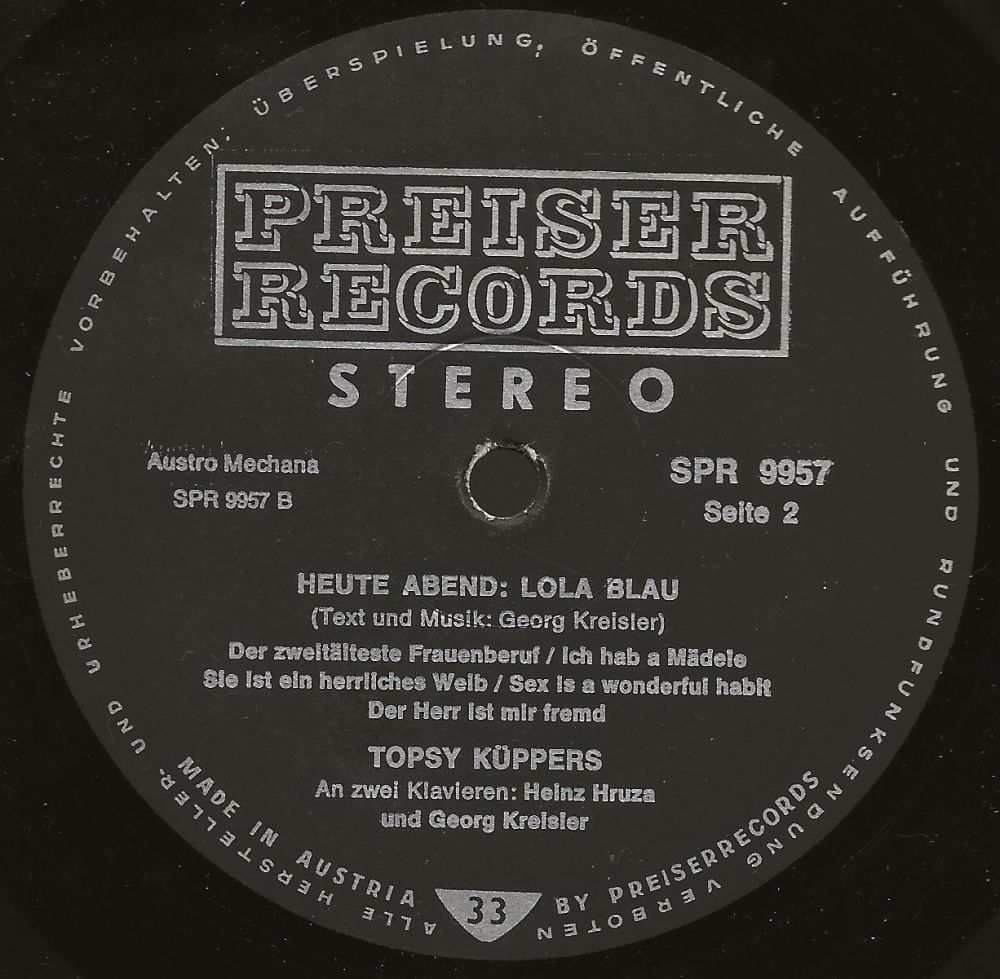 ALLE HERSTELLER- UND URHEBERRECHTE VORBEHALTEN; ÜBERSPIELUNG, ÖFFENTLICHE AUFFÜHRUNG UND RUNDFUNKSENDUNG VERBOTEN
PREISER
RECORDS
STEREO
Austro Mechana
SPR 9957 B
SPR 9957
Seite 2
HEUTE ABEND: LOLA BLAU
(Text und Musik: Georg Kreisler)
Der zweitälteste Frauenberuf / Ich hab a Mädele
Sie ist ein herrliches Weib / Sex is a wonderful habit
Der Herr ist mir fremd
TOPSY KÜPPERS
An zwei Klavieren: Heinz Hruza
und Georg Kreisler
MADE IN AUSTRIA
33
BY PREISERRECORDS